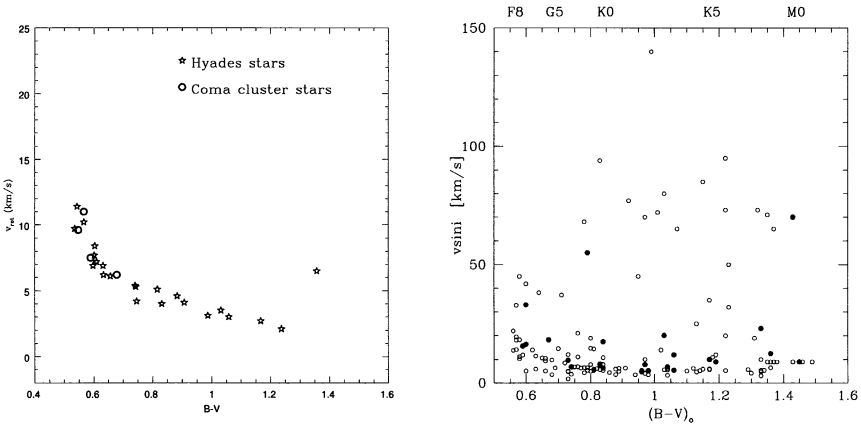 25
20
15
10
5
0
v_rot (km/s)
0.4 0.6 0.8 1 1.2 1.4 1.6
B-V
Hyades stars
Coma cluster stars
F8 G5 K0 K5 M0
150
100
50
0
vsini [km/s]
0.6 0.8 1 1.2 1.4 1.6
(B-V)₀